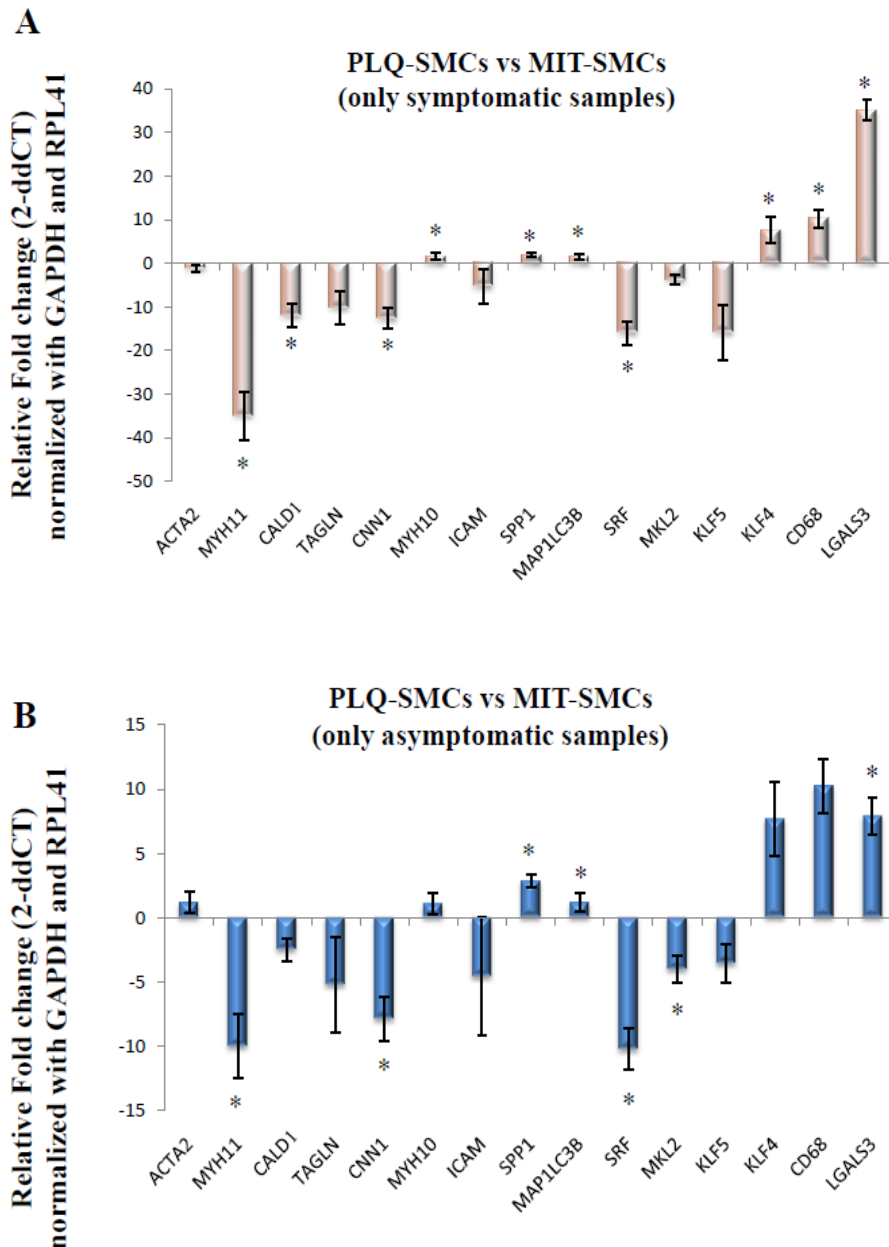 A
PLQ-SMCs vs MIT-SMCs
(only symptomatic samples)
Relative Fold change (2-ddCT)
normalized with GAPDH and RPL41
40
30
20
10
0
-10
-20
-30
-40
-50
*
*
*
*
*
*
*
*
*
*
ACTA2
MYH11
CALD1
TAGLN
CNN1
MYH10
ICAM
SPP1
MAP1LC3B
SRF
MKL2
KLF5
KLF4
CD68
LGALS3
B
PLQ-SMCs vs MIT-SMCs
(only asymptomatic samples)
Relative Fold change (2-ddCT)
normalized with GAPDH and RPL41
15
10
5
0
-5
-10
-15
*
*
*
*
*
*
*
ACTA2
MYH11
CALD1
TAGLN
CNN1
MYH10
ICAM
SPP1
MAP1LC3B
SRF
MKL2
KLF5
KLF4
CD68
LGALS3